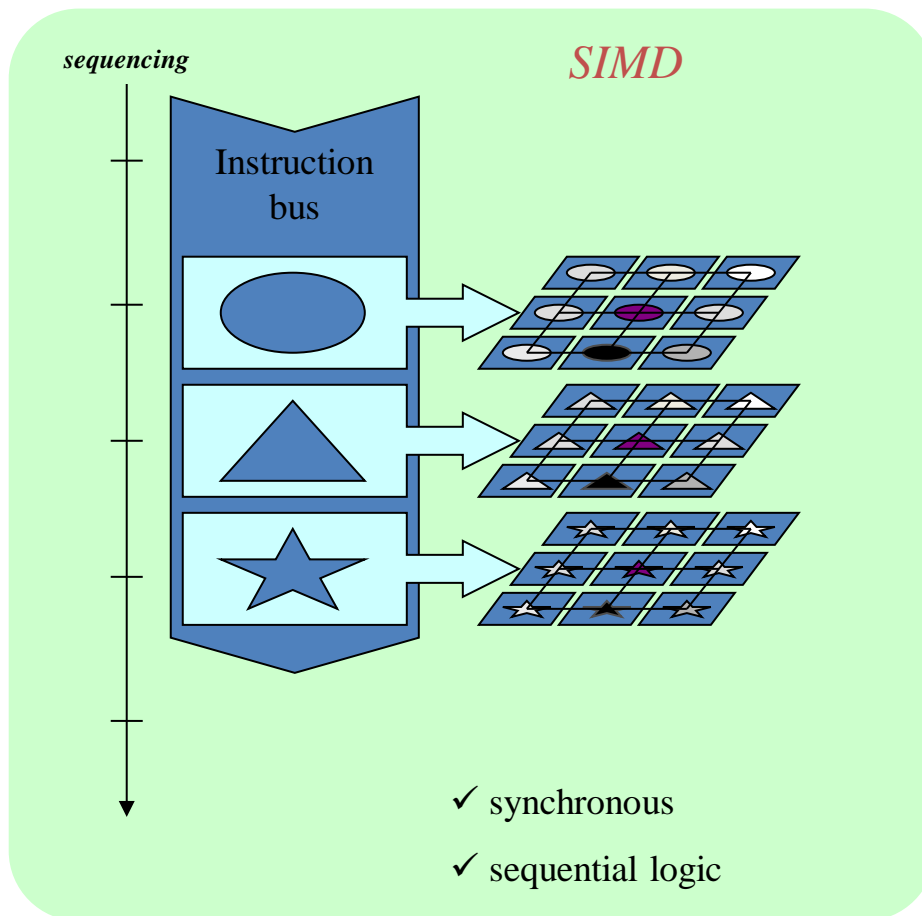 sequencing
SIMD
Instruction
bus
✓ synchronous
✓ sequential logic